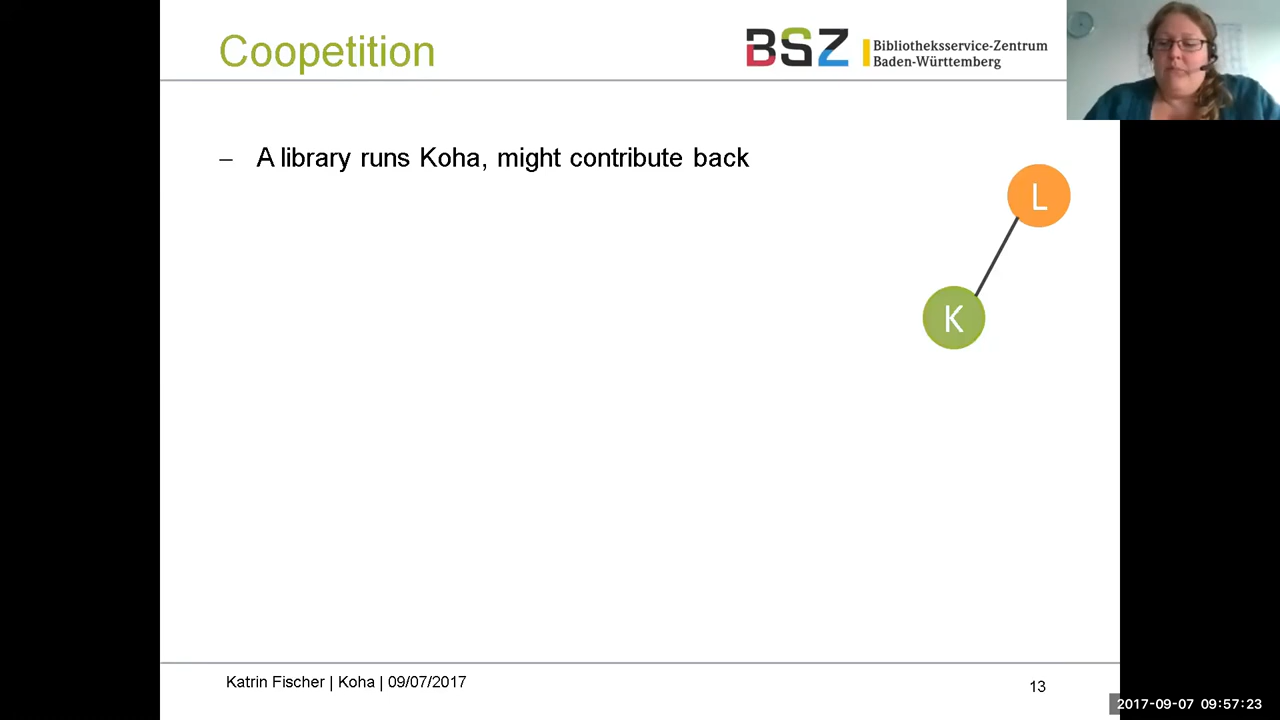 Coopetition
BSZ
Bibliotheksservice-Zentrum
Baden-Württemberg
– A library runs Koha, might contribute back
L
K
Katrin Fischer | Koha | 09/07/2017
13
2017-09-07 09:57:23